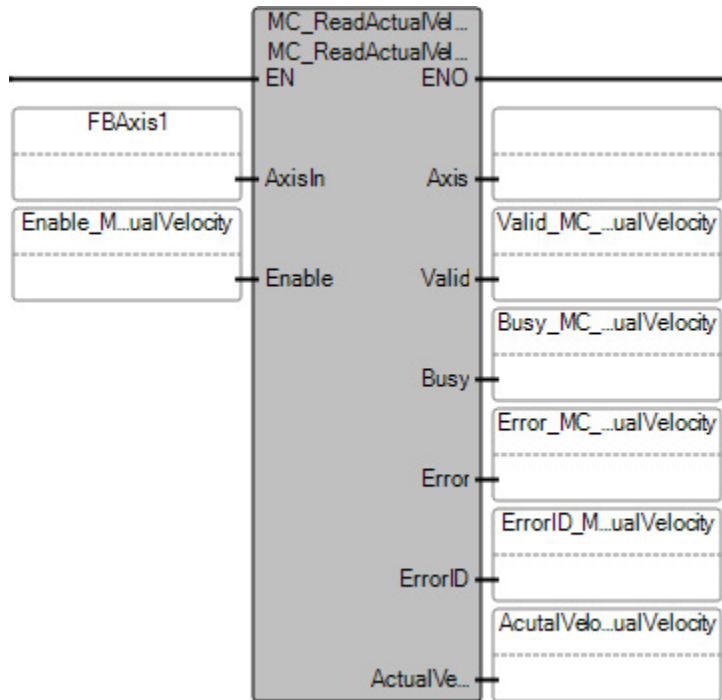 MC_ReadActualVel...
MC_ReadActualVel...
EN ENO
FBAxis1
AxisIn Axis
Enable_M...ualVelocity Valid_MC_...ualVelocity
Enable Valid
Busy_MC_...ualVelocity
Busy
Error_MC_...ualVelocity
Error
ErrorID_M...ualVelocity
ErrorID
AcutalVelo...ualVelocity
ActualVe...